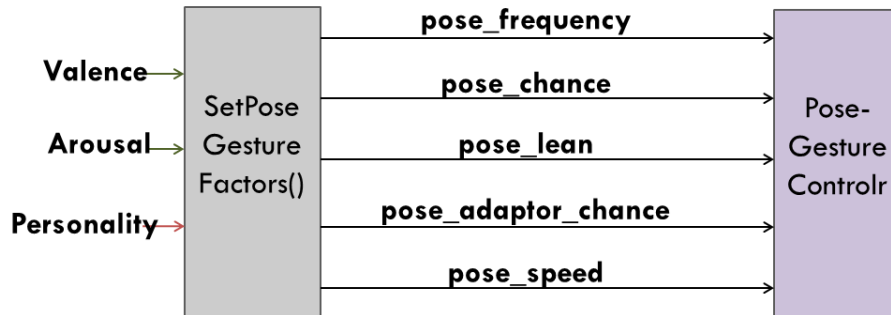 Valence
Arousal
Personality
SetPose
Gesture
Factors()
pose_frequency
pose_chance
pose_lean
pose_adaptor_chance
pose_speed
Pose-
Gesture
Controlr